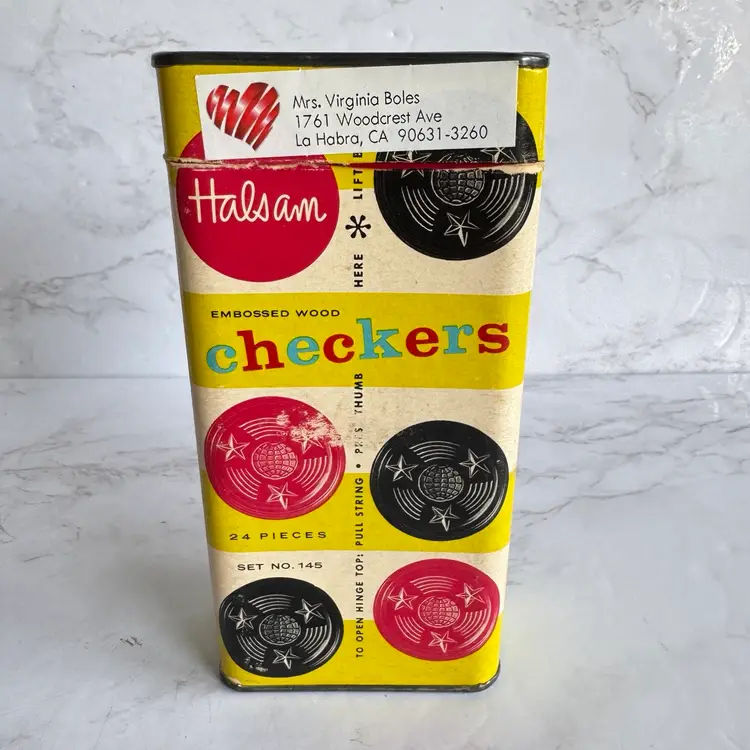 Mrs. Virginia Boles
1761 Woodcrest Ave
La Habra, CA 90631-3260
Halsam
EMBOSSED WOOD
checkers
24 PIECES
SET NO. 145
TO OPEN HINGE TOP: PULL STRING • PRESS THUMB HERE * LIFT